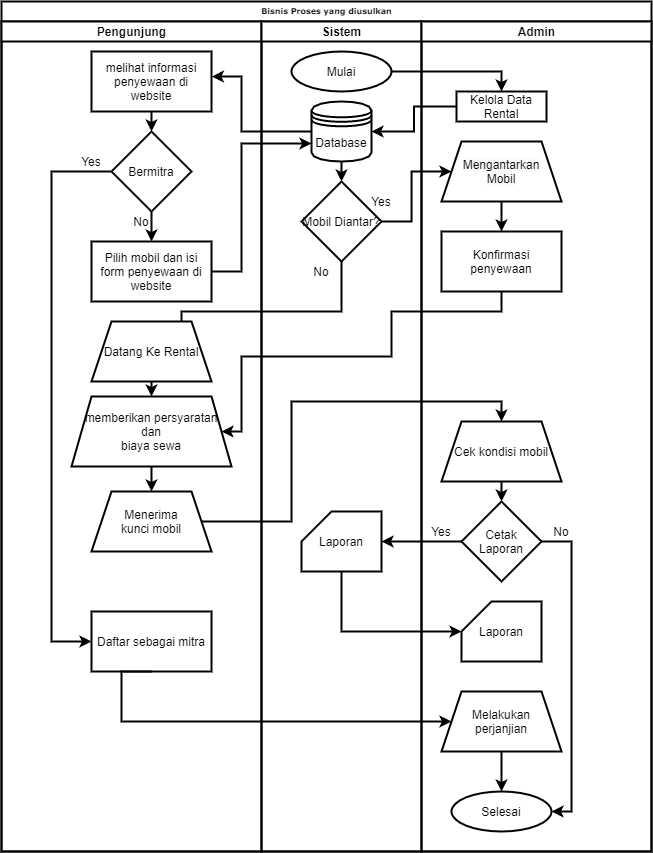 Bisnis Proses yang diusulkan
Pengunjung
Sistem
Admin
melihat informasi
penyewaan di
website
Mulai
Kelola Data
Rental
Database
Bermitra
Yes
No
Mobil Diantar?
Yes
No
Mengantarkan
Mobil
Konfirmasi
penyewaan
Pilih mobil dan isi
form penyewaan di
website
Datang Ke Rental
memberikan persyaratan
dan
biaya sewa
Menerima
kunci mobil
Cek kondisi mobil
Cetak
Laporan
Yes
No
Laporan
Laporan
Daftar sebagai mitra
Melakukan
perjanjian
Selesai